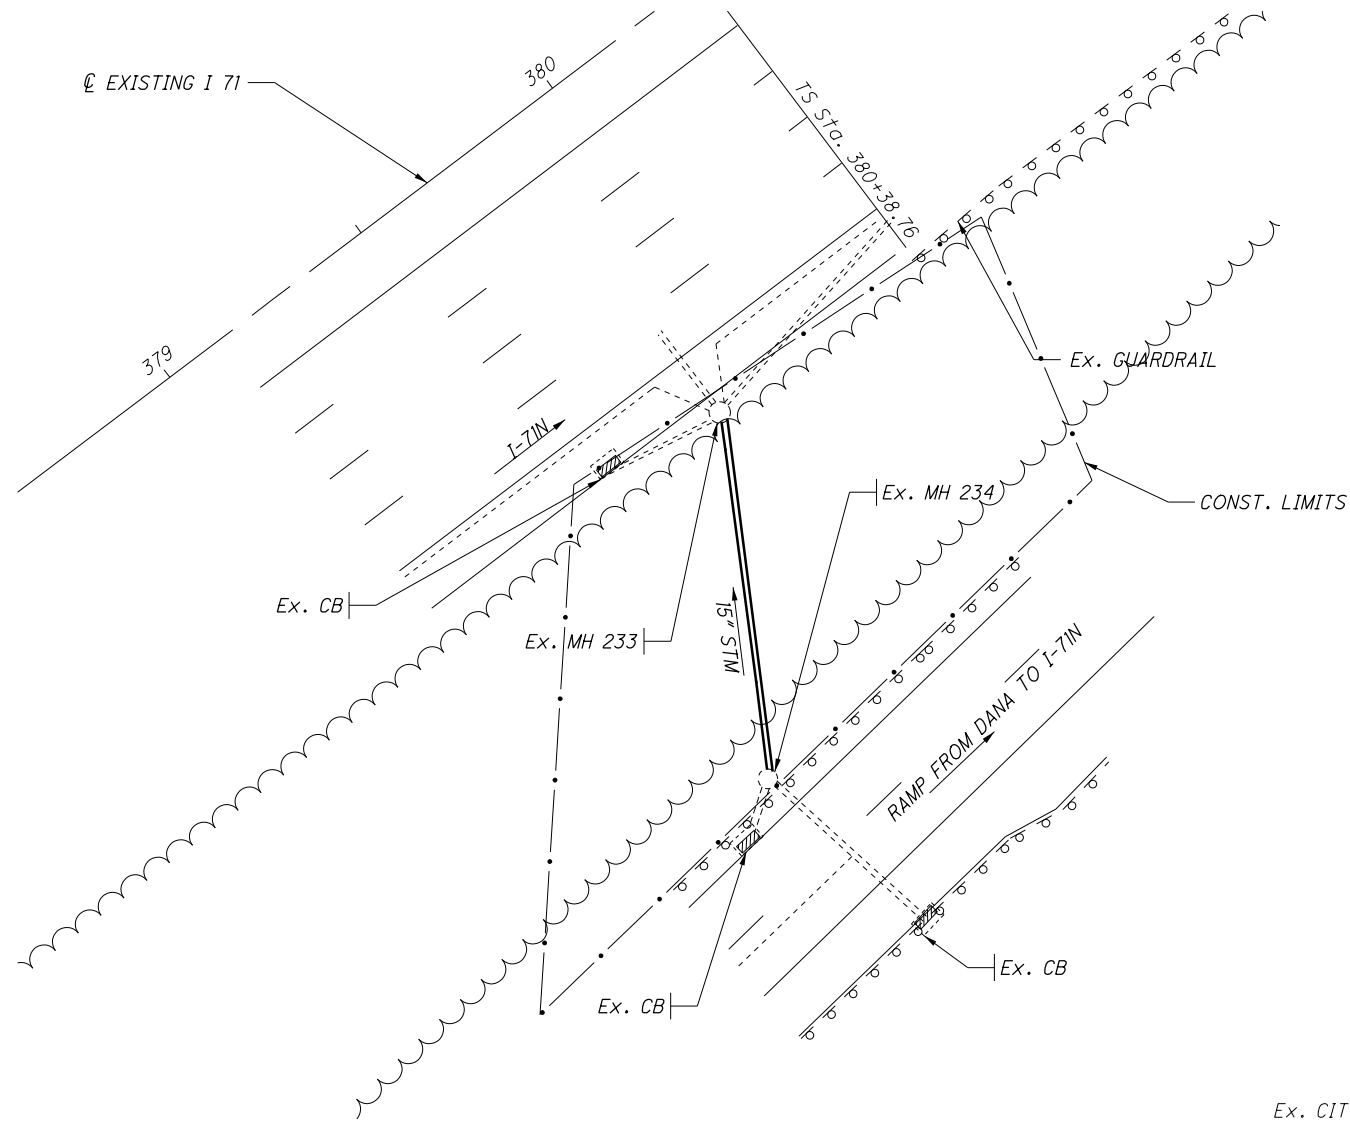 ℄ EXISTING I 71
380
TS Sta. 380+38.76
379
Ex. GUARDRAIL
I-71N
Ex. MH 234
CONST. LIMITS
Ex. CB
Ex. MH 233
15" STM
RAMP FROM DANA TO I-71N
Ex. CB
Ex. CB
Ex. CIT